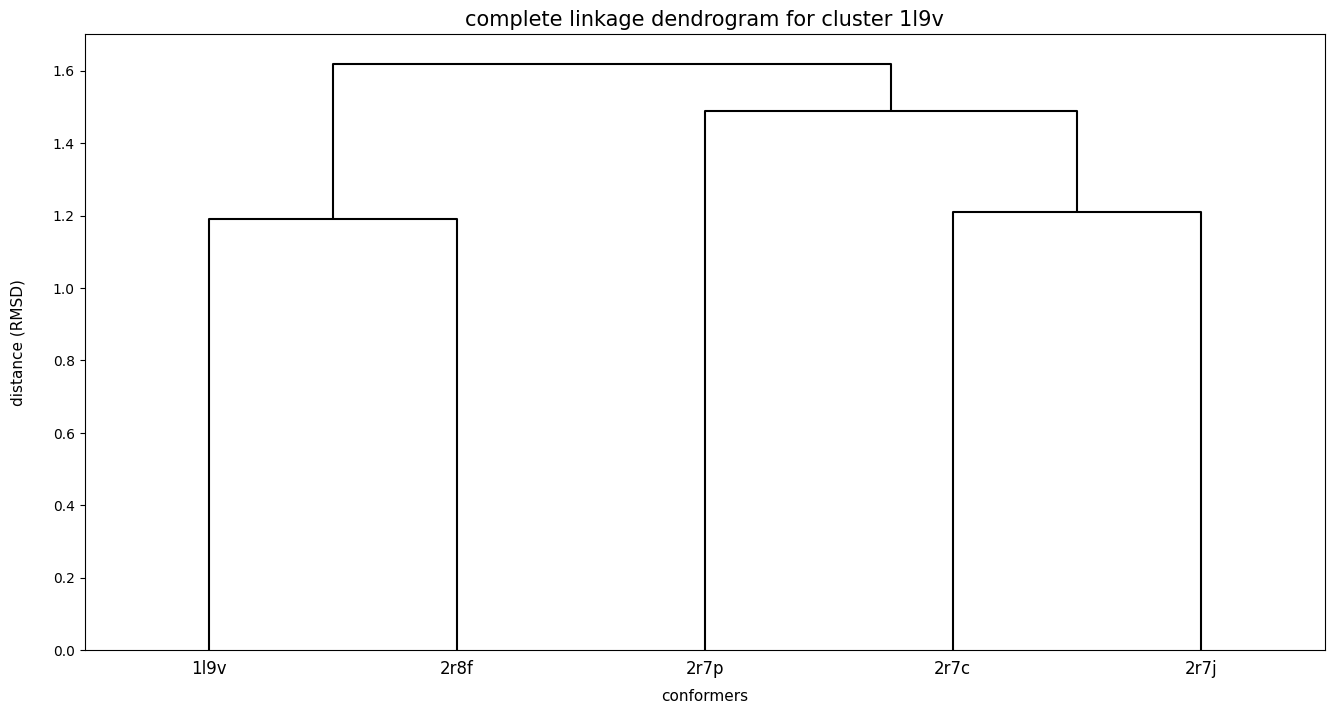 complete linkage dendrogram for cluster 1l9v
1.6
1.4
1.2
1.0
0.8
0.6
0.4
0.2
0.0
distance (RMSD)
1l9v 2r8f 2r7p 2r7c 2r7j
conformers